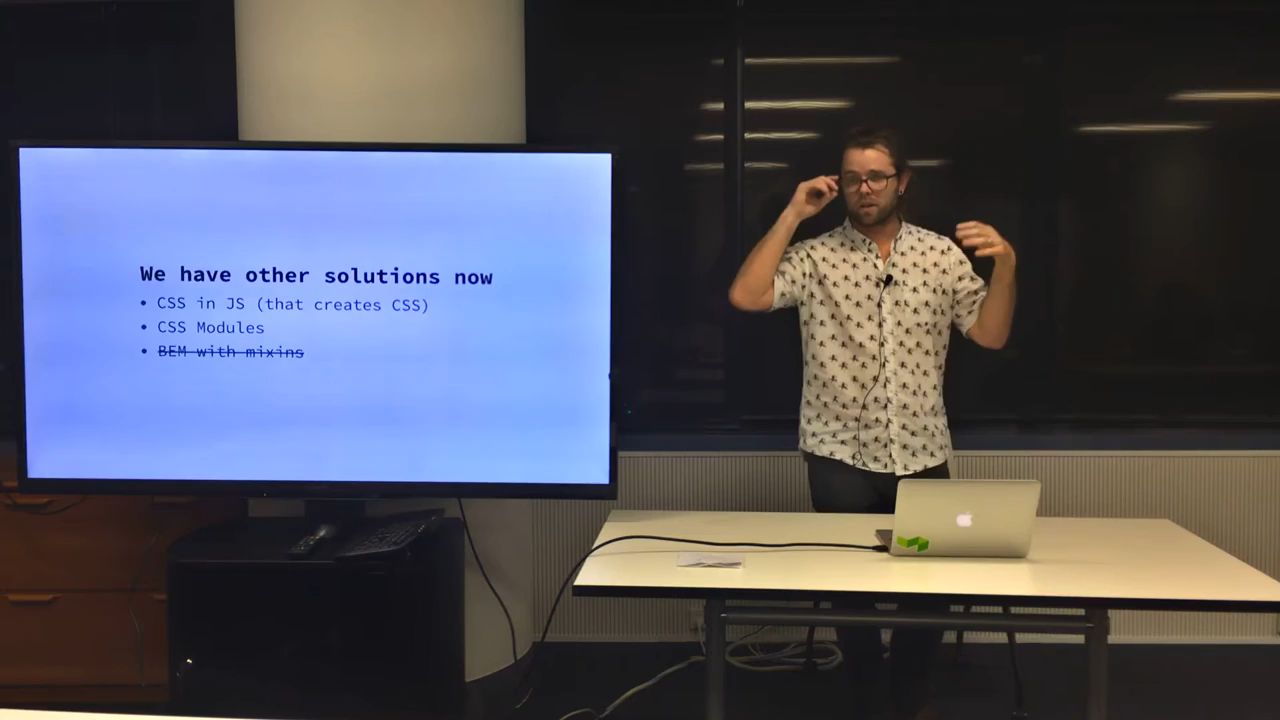 We have other solutions now
• CSS in JS (that creates CSS)
• CSS Modules
• BEM with mixins